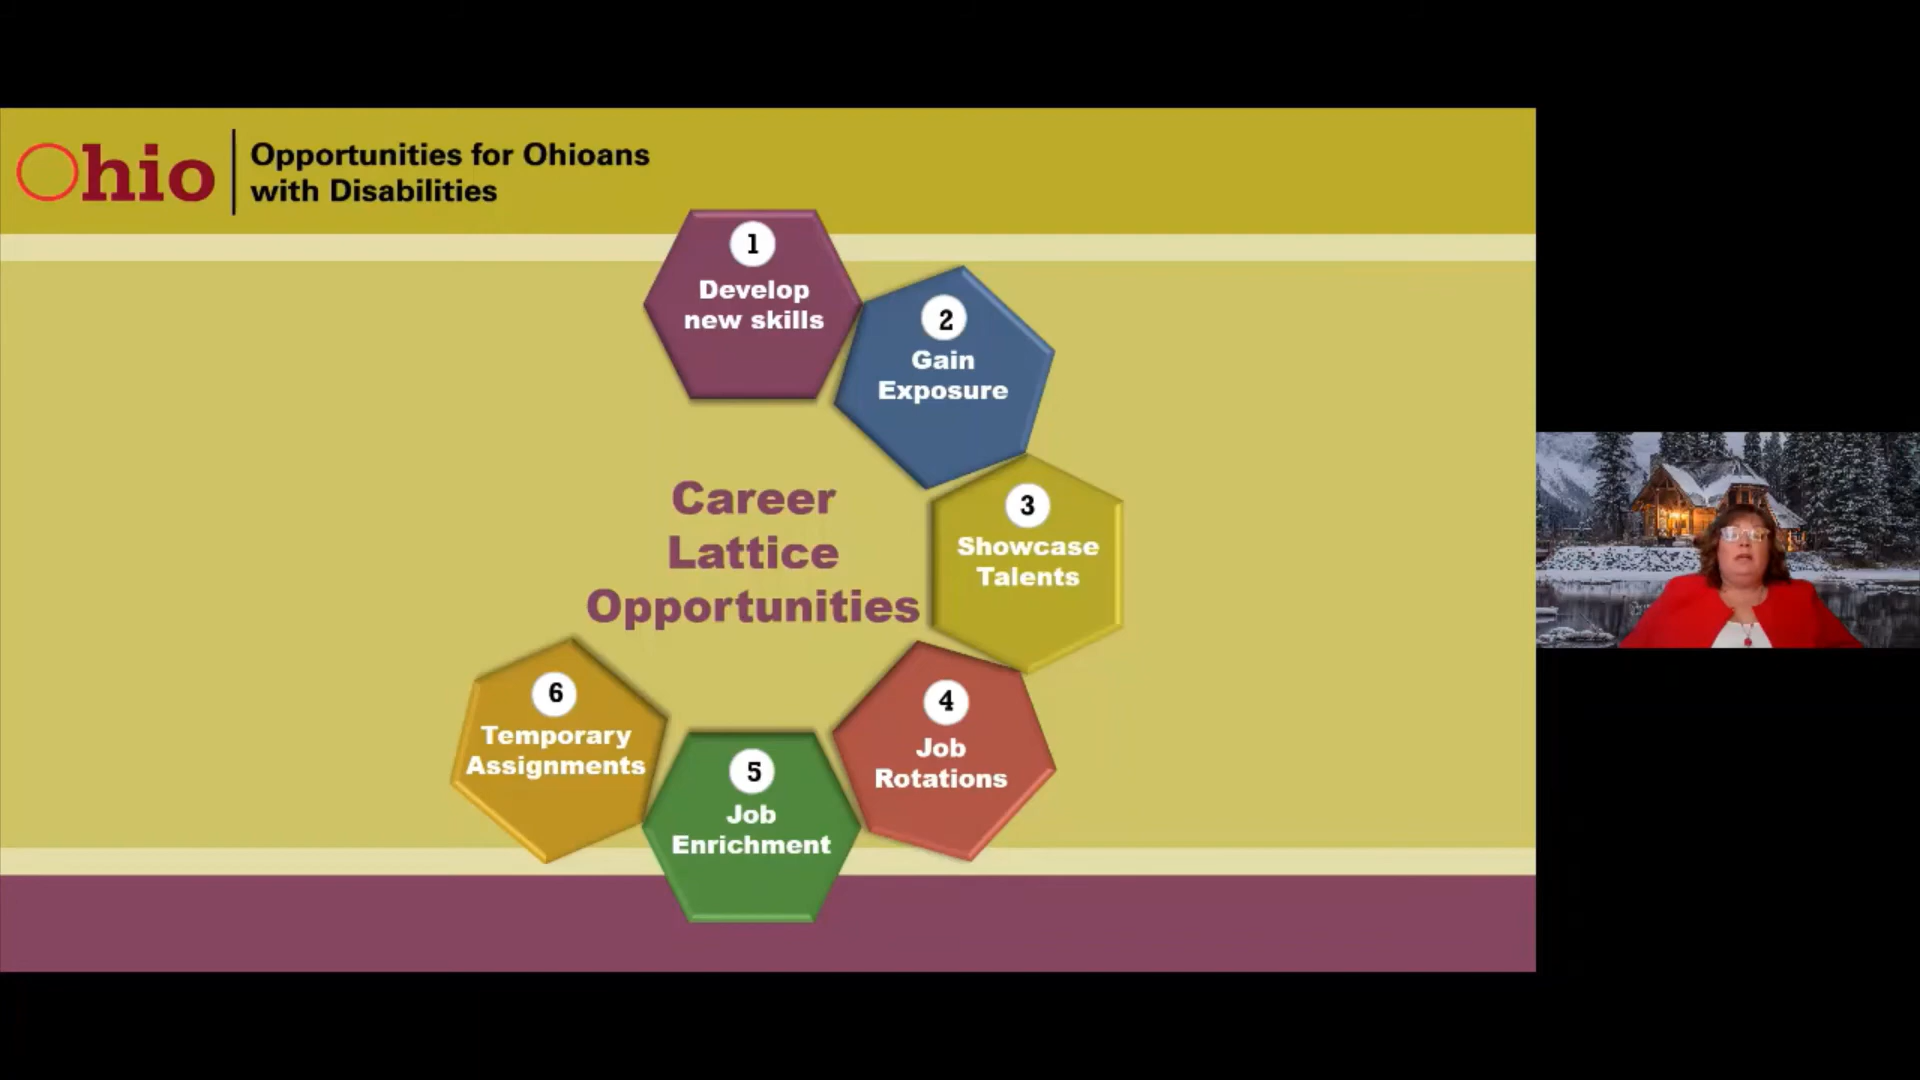 Ohio
Opportunities for Ohioans
with Disabilities
1
Develop
new skills
2
Gain
Exposure
3
Showcase
Talents
Career
Lattice
Opportunities
4
Job
Rotations
5
Job
Enrichment
6
Temporary
Assignments